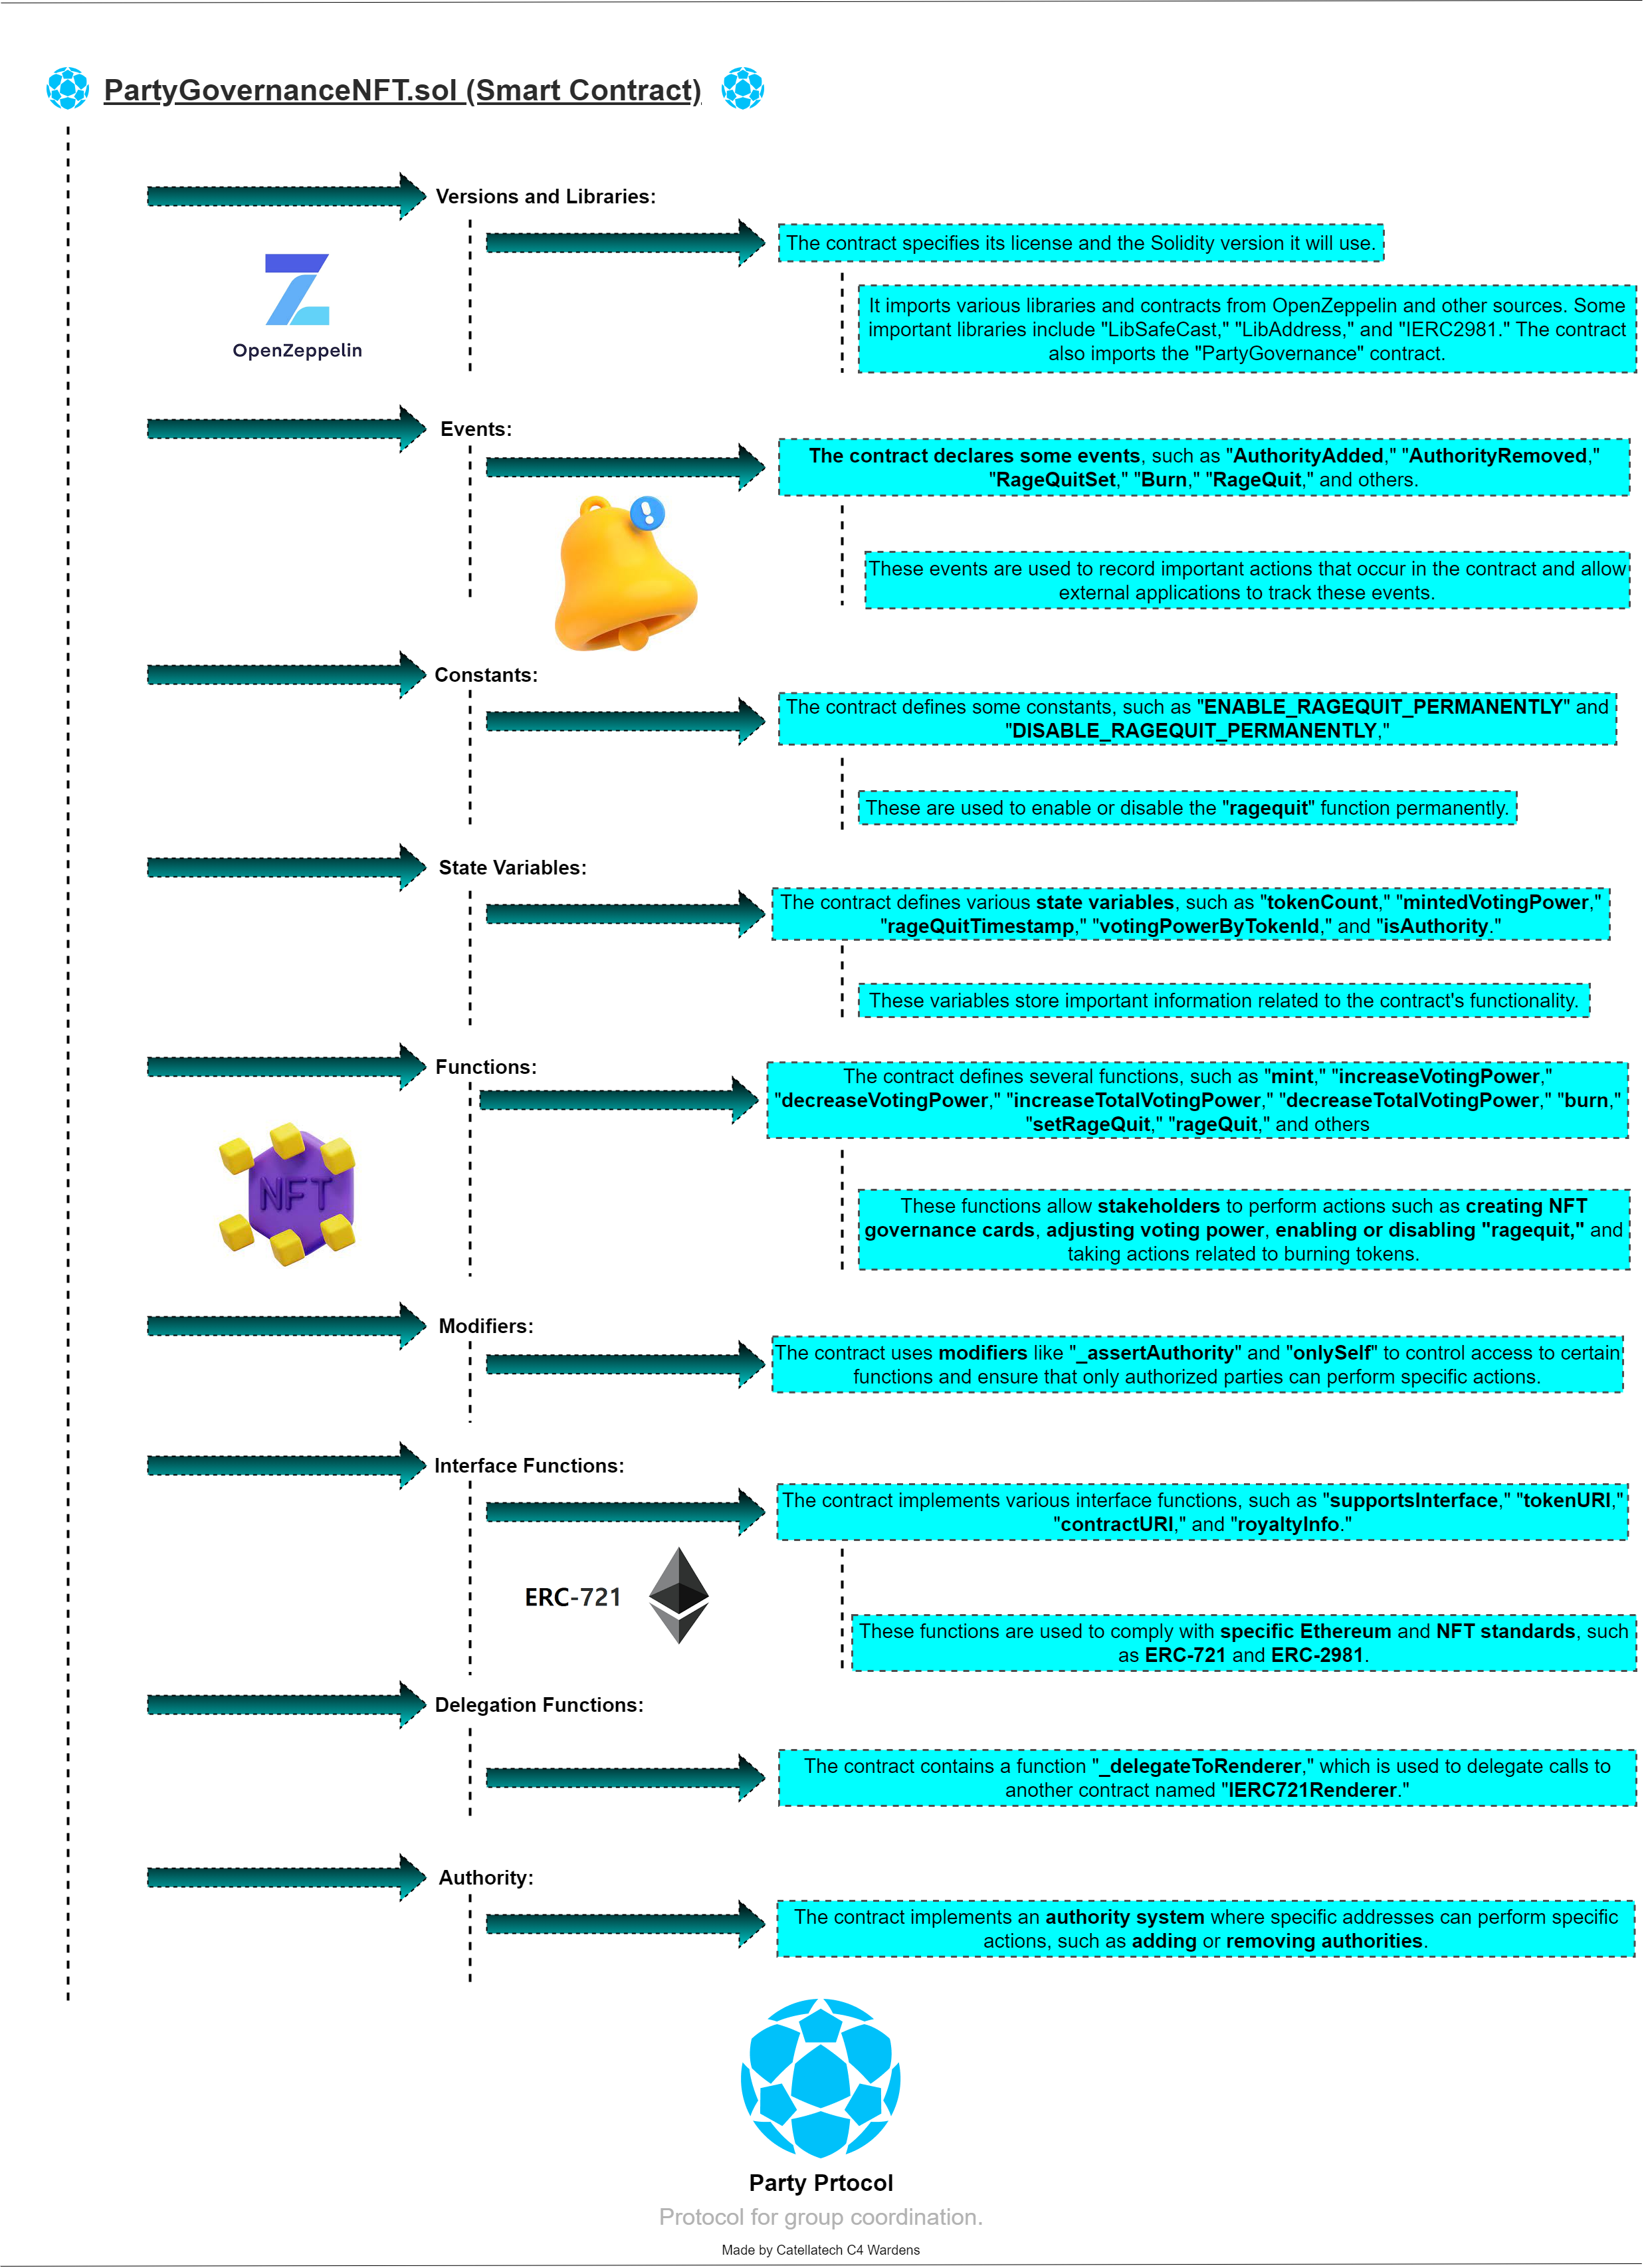 PartyGovernanceNFT.sol (Smart Contract)
Versions and Libraries:
The contract specifies its license and the Solidity version it will use.
OpenZeppelin
It imports various libraries and contracts from OpenZeppelin and other sources. Some
important libraries include "LibSafeCast," "LibAddress," and "IERC2981." The contract
also imports the "PartyGovernance" contract.
Events:
The contract declares some events, such as "AuthorityAdded," "AuthorityRemoved,"
"RageQuitSet," "Burn," "RageQuit," and others.
These events are used to record important actions that occur in the contract and allow
external applications to track these events.
Constants:
The contract defines some constants, such as "ENABLE_RAGEQUIT_PERMANENTLY" and
"DISABLE_RAGEQUIT_PERMANENTLY,"
These are used to enable or disable the "ragequit" function permanently.
State Variables:
The contract defines various state variables, such as "tokenCount," "mintedVotingPower,"
"rageQuitTimestamp," "votingPowerByTokenId," and "isAuthority."
These variables store important information related to the contract's functionality.
Functions:
The contract defines several functions, such as "mint," "increaseVotingPower,"
"decreaseVotingPower," "increaseTotalVotingPower," "decreaseTotalVotingPower," "burn,"
"setRageQuit," "rageQuit," and others
NFT
These functions allow stakeholders to perform actions such as creating NFT
governance cards, adjusting voting power, enabling or disabling "ragequit," and
taking actions related to burning tokens.
Modifiers:
The contract uses modifiers like "_assertAuthority" and "onlySelf" to control access to certain
functions and ensure that only authorized parties can perform specific actions.
Interface Functions:
The contract implements various interface functions, such as "supportsInterface," "tokenURI,"
"contractURI," and "royaltyInfo."
ERC-721
These functions are used to comply with specific Ethereum and NFT standards, such
as ERC-721 and ERC-2981.
Delegation Functions:
The contract contains a function "_delegateToRenderer," which is used to delegate calls to
another contract named "IERC721Renderer."
Authority:
The contract implements an authority system where specific addresses can perform specific
actions, such as adding or removing authorities.
Party Prtocol
Protocol for group coordination.
Made by Catellatech C4 Wardens